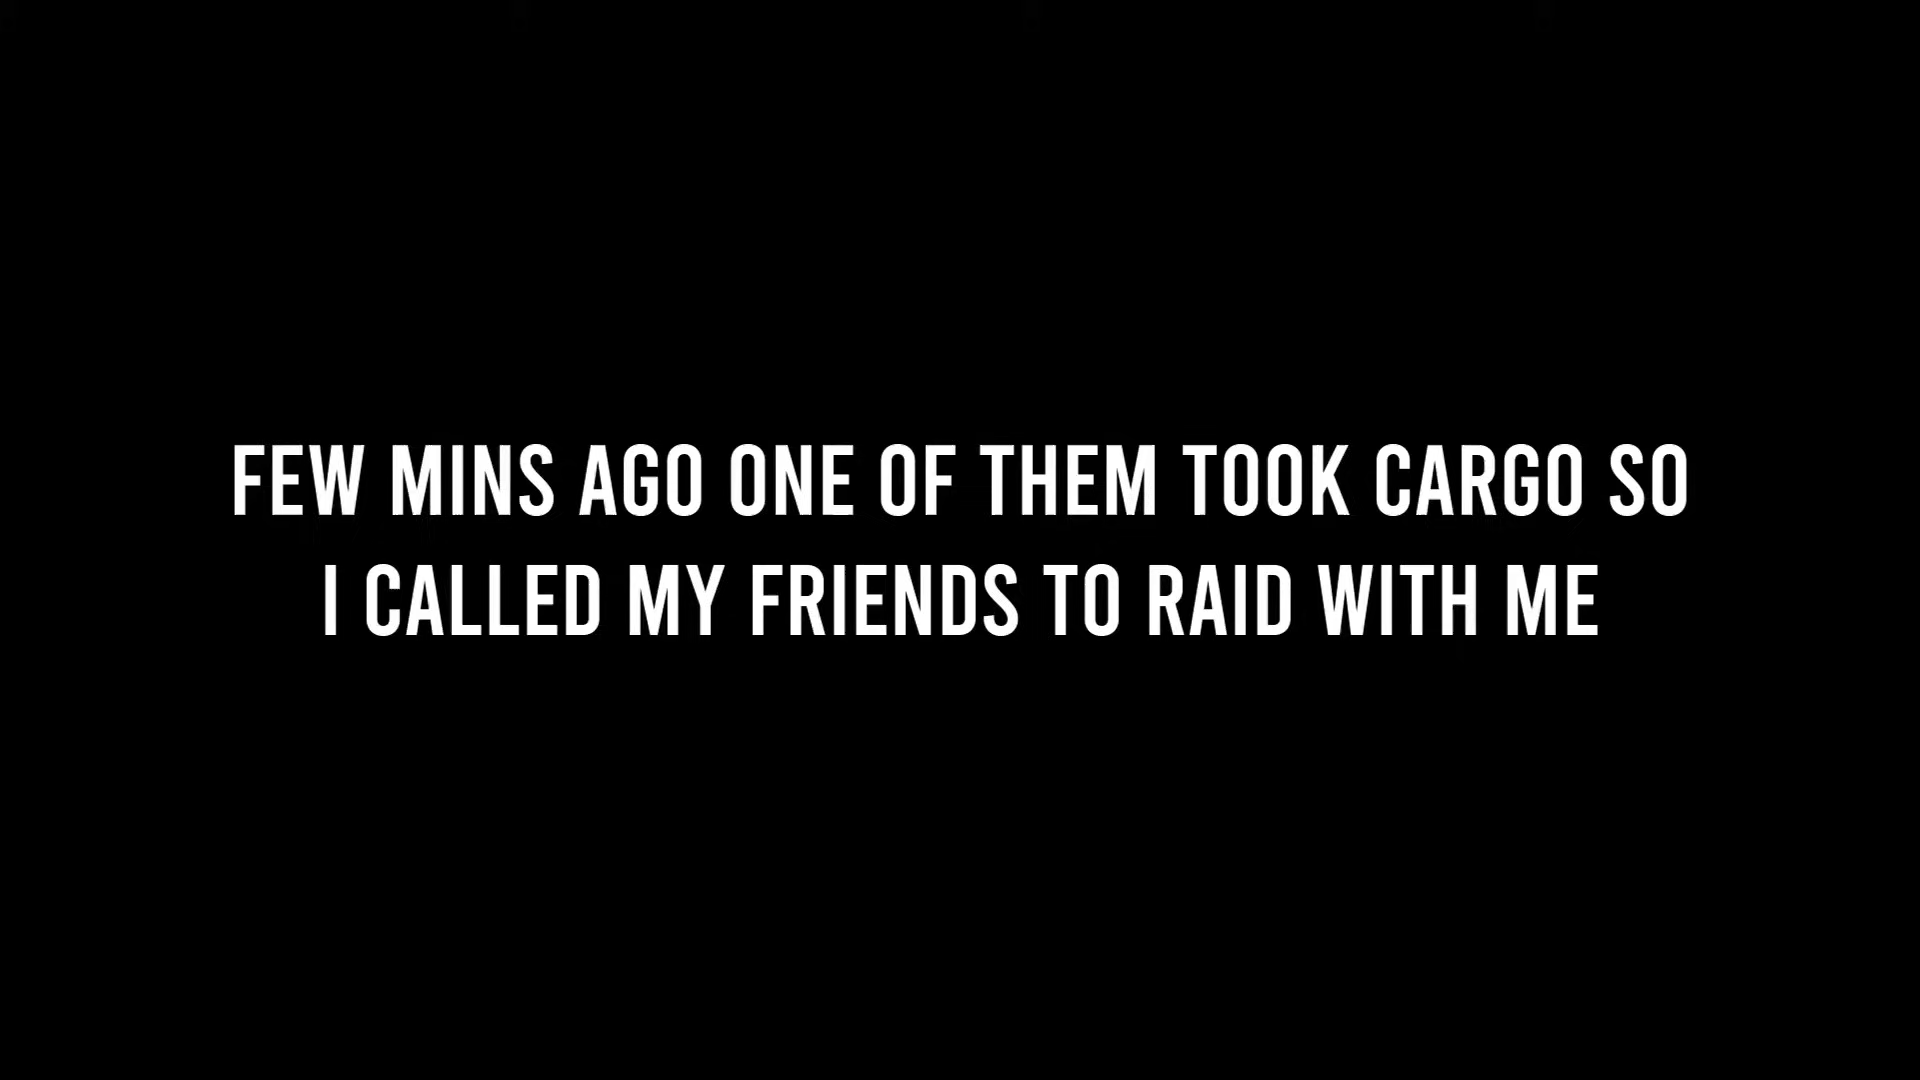 FEW MINS AGO ONE OF THEM TOOK CARGO SO
I CALLED MY FRIENDS TO RAID WITH ME